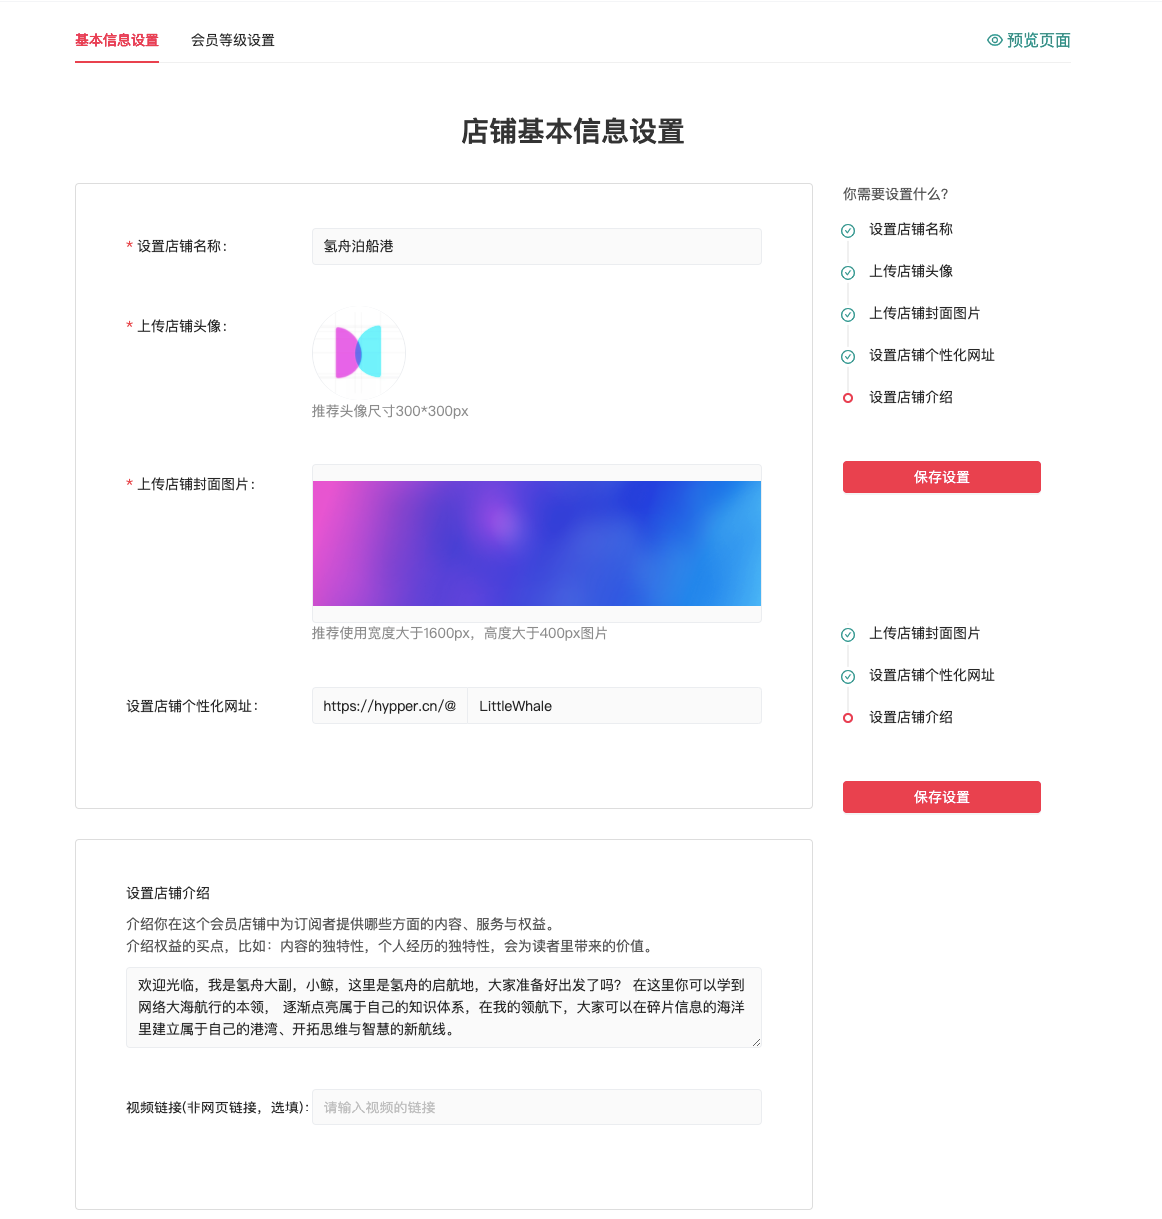 基本信息设置
会员等级设置
预览页面
店铺基本信息设置
* 设置店铺名称:
氢舟泊船港
* 上传店铺头像:
推荐头像尺寸300*300px
* 上传店铺封面图片:
推荐使用宽度大于1600px，高度大于400px图片
设置店铺个性化网址:
https://hypper.cn/@
LittleWhale
你需要设置什么?
设置店铺名称
上传店铺头像
上传店铺封面图片
设置店铺个性化网址
设置店铺介绍
保存设置
上传店铺封面图片
设置店铺个性化网址
设置店铺介绍
保存设置
设置店铺介绍
介绍你在这个会员店铺中为订阅者提供哪些方面的内容、服务与权益。
介绍权益的买点，比如：内容的独特性，个人经历的独特性，会为读者里带来的价值。
欢迎光临，我是氢舟大副，小鲸，这里是氢舟的启航地，大家准备好出发了吗？ 在这里你可以学到
网络大海航行的本领， 逐渐点亮属于自己的知识体系，在我的领航下，大家可以在碎片信息的海洋
里建立属于自己的港湾、开拓思维与智慧的新航线。
视频链接(非网页链接，选填):
请输入视频的链接